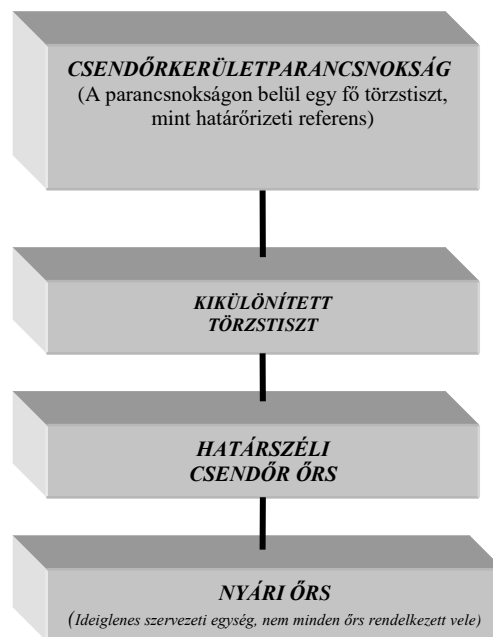 CSENDŐRKERÜLETPARANCSNOKSÁG
(A parancsnokságon belül egy fő törzstiszt,
mint határőrizeti referens)
KIKÜLÖNÍTETT
TÖRZSTISZT
HATÁRSZÉLI
CSENDŐR ŐRS
NYÁRI ŐRS
(Ideiglenes szervezeti egység, nem minden őrs rendelkezett vele)